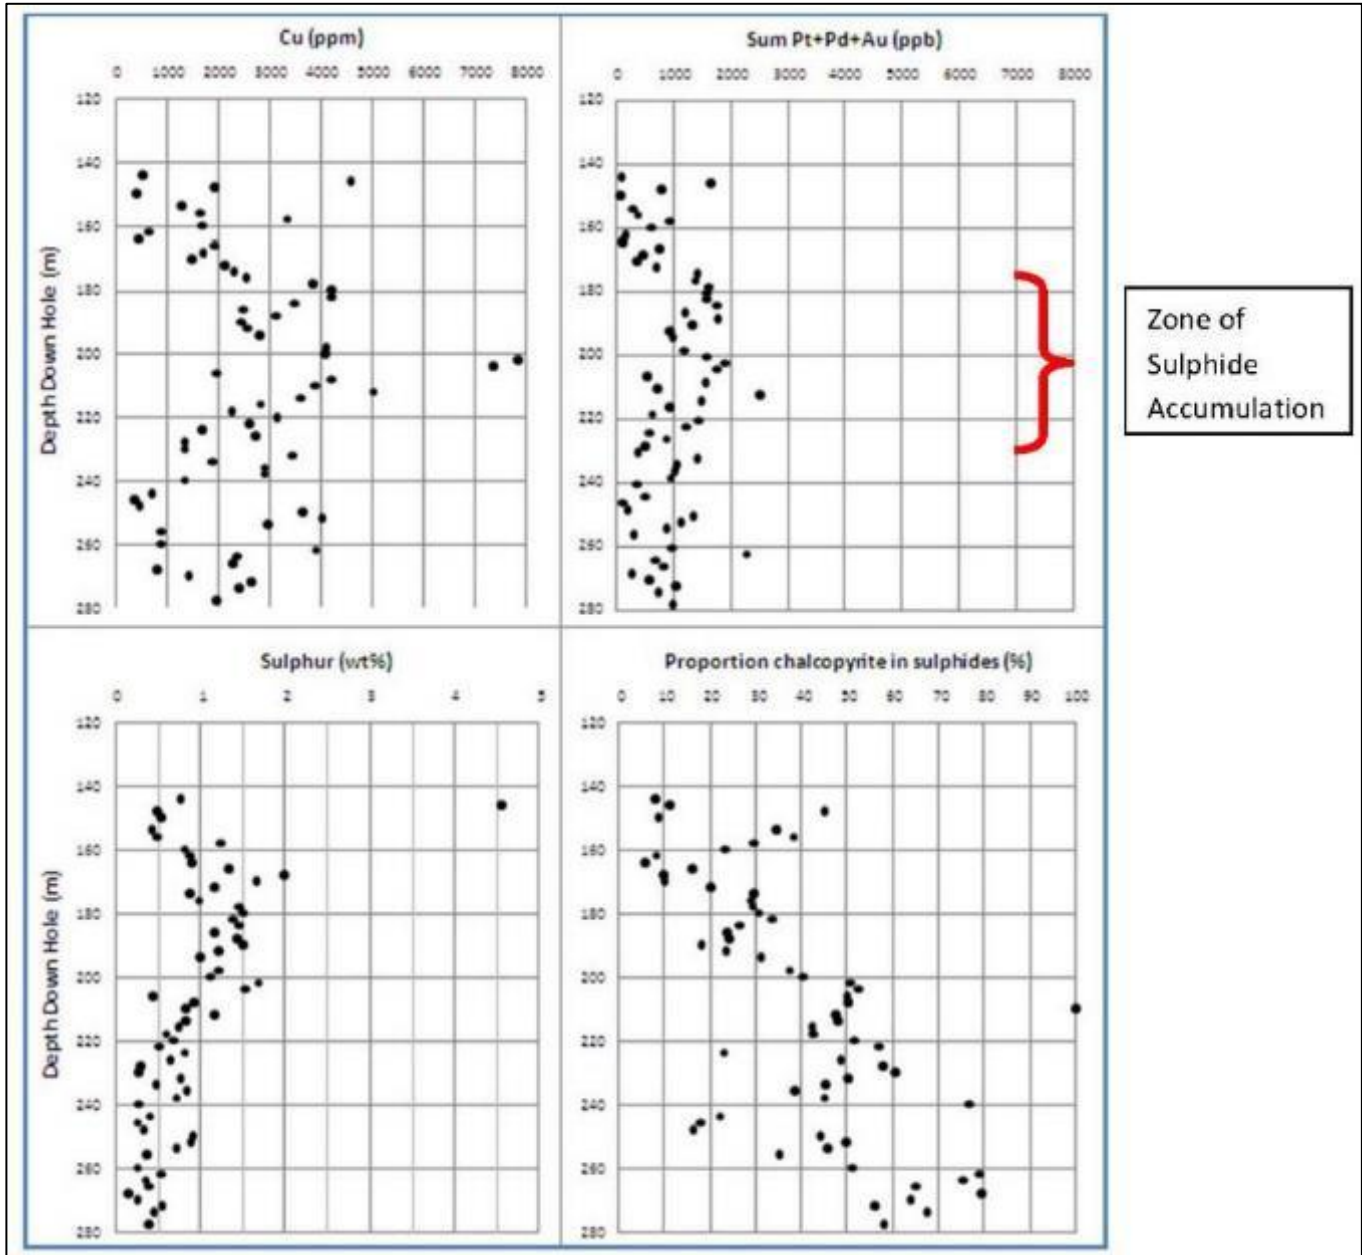 Cu (ppm)
0 1000 2000 3000 4000 5000 6000 7000 8000
120
140
160
180
200
220
240
260
280
Depth Down Hole (m)
Sum Pt+Pd+Au (ppb)
0 1000 2000 3000 4000 5000 6000 7000 8000
120
140
160
180
200
220
240
260
280
Zone of
Sulphide
Accumulation
Sulphur (wt%)
0 1 2 3 4 5
120
140
160
180
200
220
240
260
280
Depth Down Hole (m)
Proportion chalcopyrite in sulphides (%)
0 10 20 30 40 50 60 70 80 90 100
120
140
160
180
200
220
240
260
280